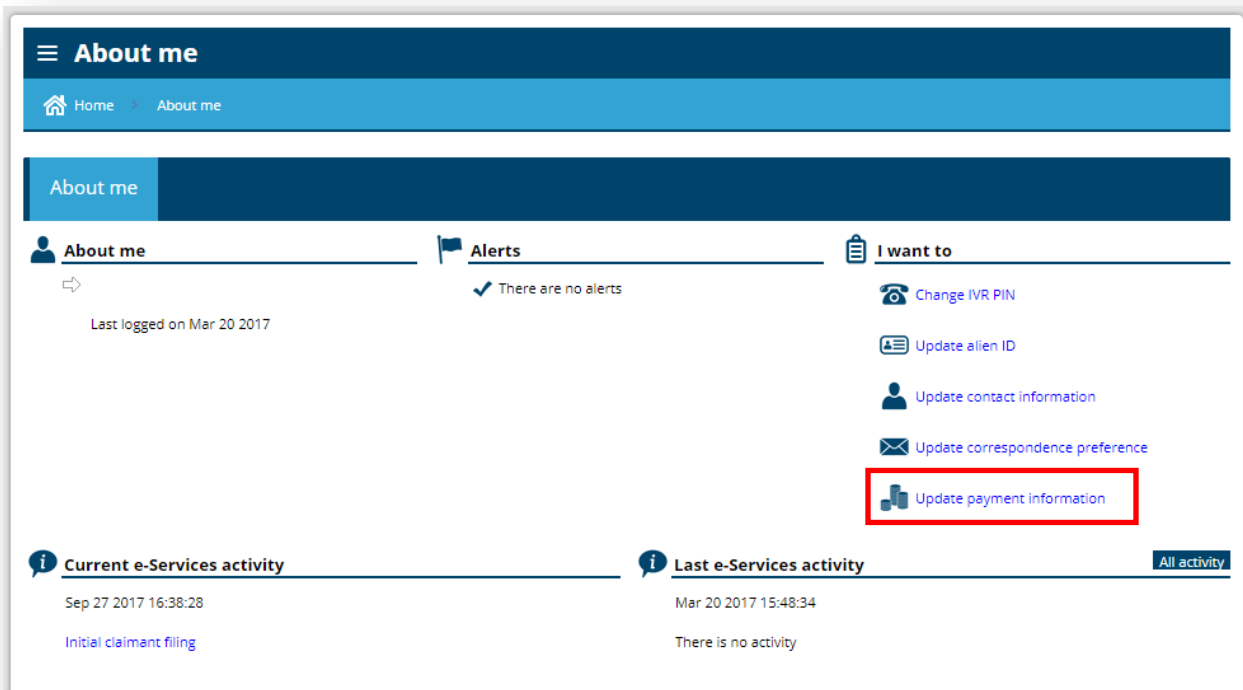 About me
Home
About me
About me
About me
Last logged on Mar 20 2017
Alerts
There are no alerts
I want to
Change IVR PIN
Update alien ID
Update contact information
Update correspondence preference
Update payment information
Current e-Services activity
Sep 27 2017 16:38:28
Initial claimant filing
Last e-Services activity
All activity
Mar 20 2017 15:48:34
There is no activity